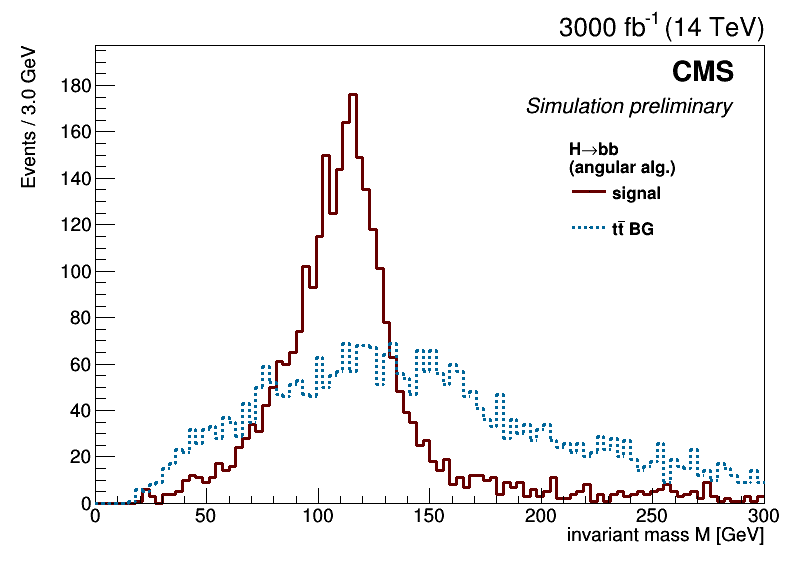 3000 fb⁻¹ (14 TeV)
CMS
Simulation preliminary
H→bb
(angular alg.)
signal
tt̄ BG
Events / 3.0 GeV
180
160
140
120
100
80
60
40
20
0
0 50 100 150 200 250 300
invariant mass M [GeV]